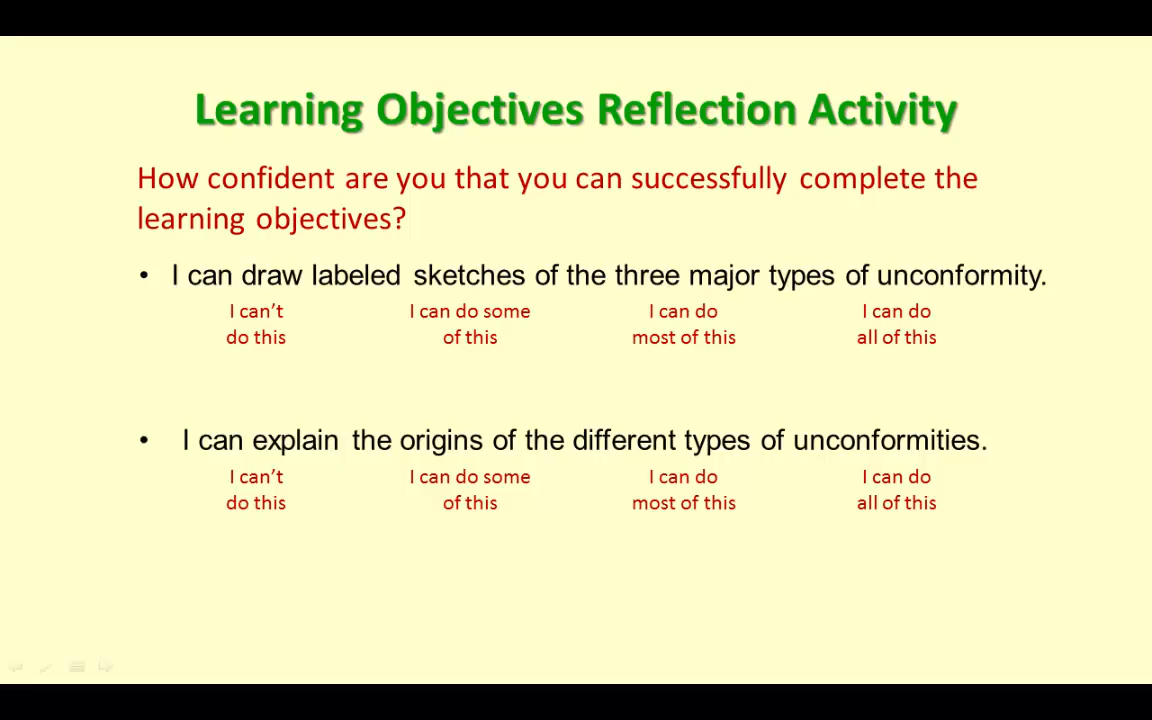 Learning Objectives Reflection Activity
How confident are you that you can successfully complete the
learning objectives?
• I can draw labeled sketches of the three major types of unconformity.
I can't do this I can do some of this I can do most of this I can do all of this
• I can explain the origins of the different types of unconformities.
I can't do this I can do some of this I can do most of this I can do all of this